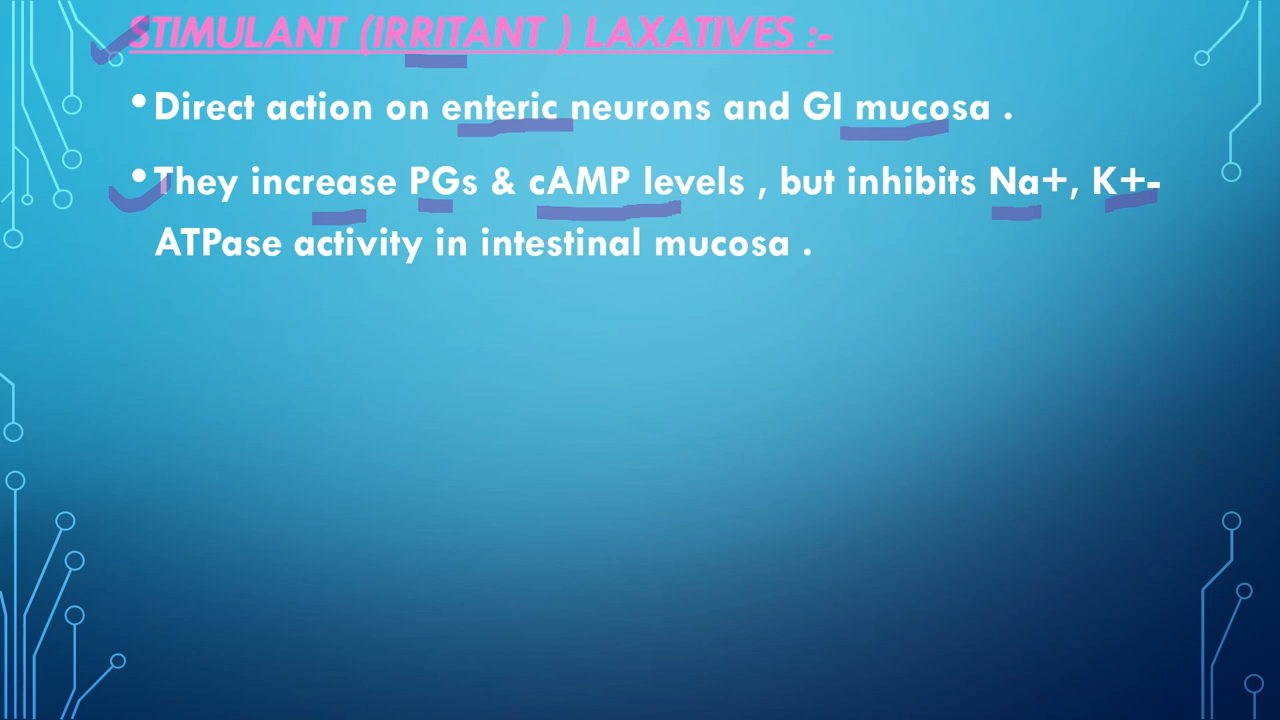 STIMULANT (IRRITANT ) LAXATIVES :-
• Direct action on enteric neurons and GI mucosa .
• They increase PGs & cAMP levels , but inhibits Na+, K+-
ATPase activity in intestinal mucosa .